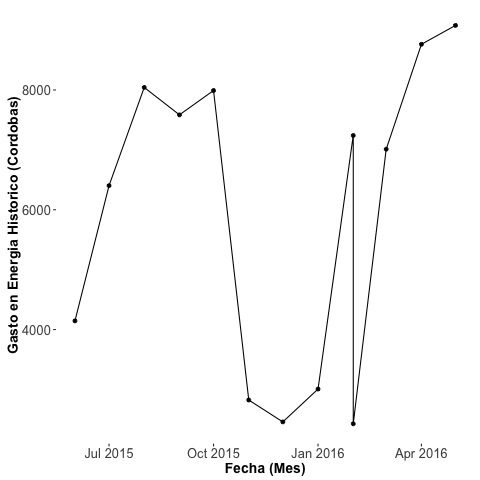 Gasto en Energia Historico (Cordobas)
8000
6000
4000
Jul 2015 Oct 2015 Jan 2016 Apr 2016
Fecha (Mes)